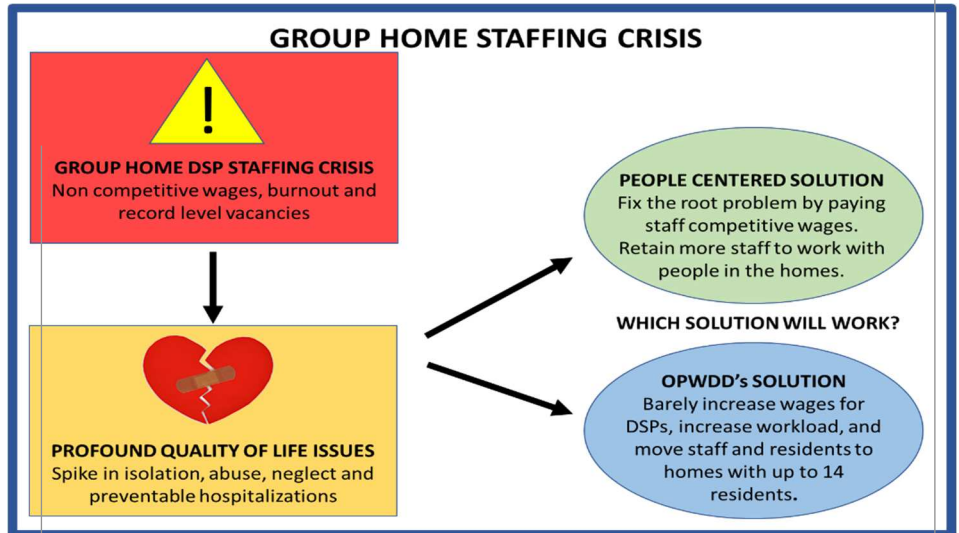 GROUP HOME STAFFING CRISIS
!
GROUP HOME DSP STAFFING CRISIS
Non competitive wages, burnout and
record level vacancies
PROFOUND QUALITY OF LIFE ISSUES
Spike in isolation, abuse, neglect and
preventable hospitalizations
PEOPLE CENTERED SOLUTION
Fix the root problem by paying
staff competitive wages.
Retain more staff to work with
people in the homes.
WHICH SOLUTION WILL WORK?
OPWDD's SOLUTION
Barely increase wages for
DSPs, increase workload, and
move staff and residents to
homes with up to 14
residents.